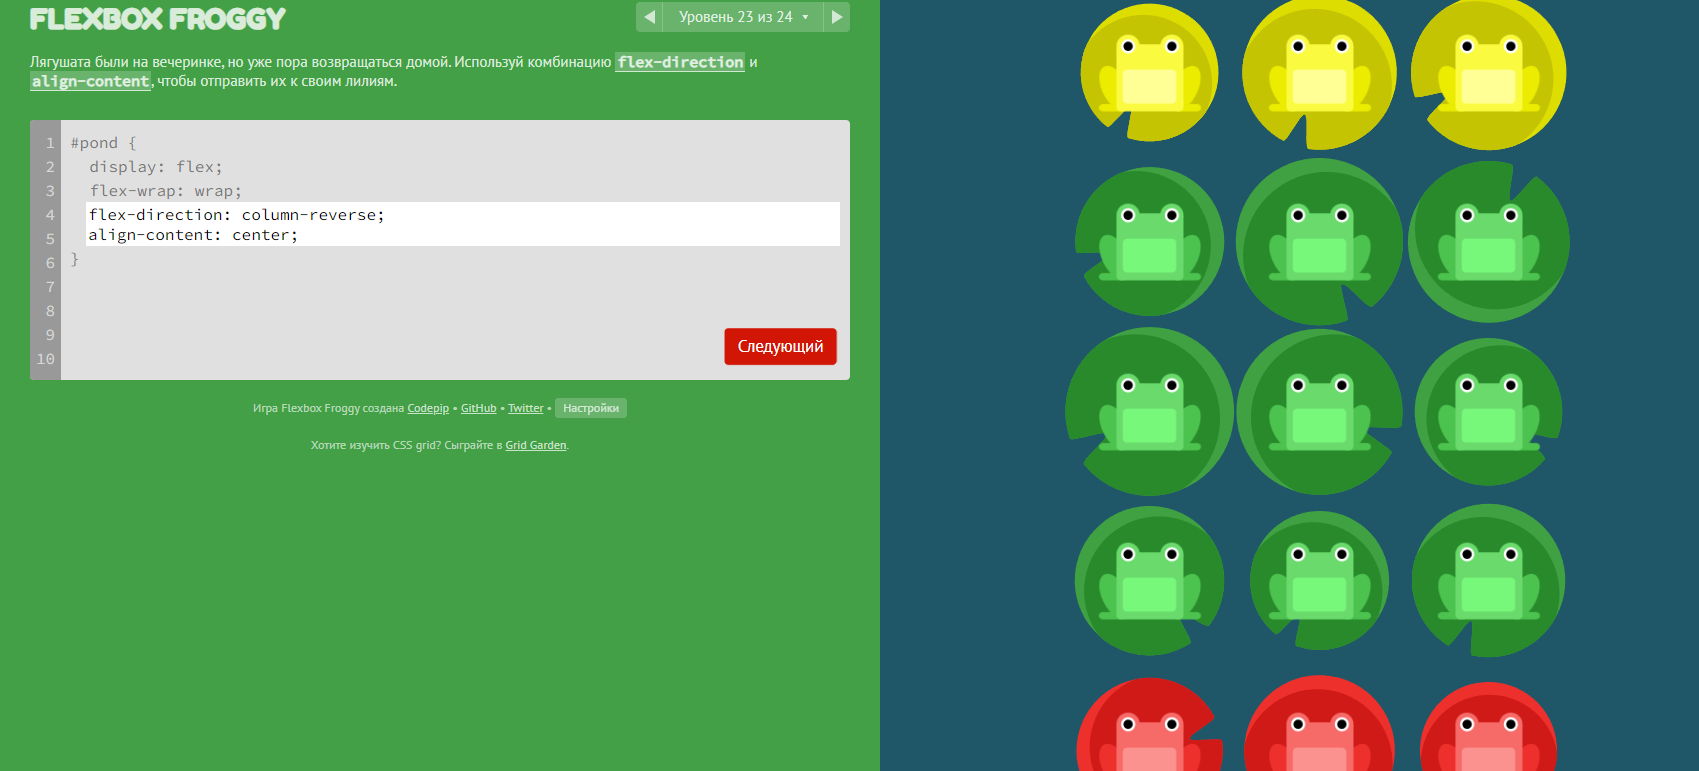 FLEXBOX FROGGY
Уровень 23 из 24
Лягушата были на вечеринке, но уже пора возвращаться домой. Используй комбинацию flex-direction и
align-content, чтобы отправить их к своим лилиям.
1 #pond {
2 display: flex;
3 flex-wrap: wrap;
4 flex-direction: column-reverse;
5 align-content: center;
6 }
7
8
9
10
Следующий
Игра Flexbox Froggy создана Codepip • GitHub • Twitter • Настройки
Хотите изучить CSS grid? Сыграйте в Grid Garden.